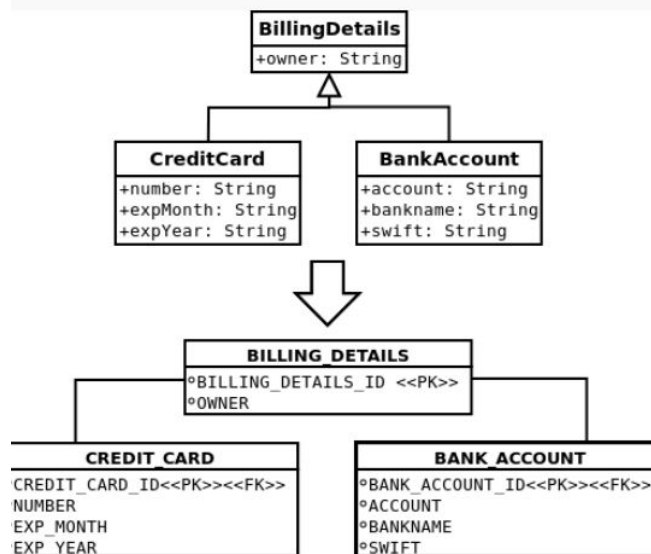 BillingDetails
+owner: String
CreditCard
+number: String
+expMonth: String
+expYear: String
BankAccount
+account: String
+bankname: String
+swift: String
BILLING_DETAILS
BILLING_DETAILS_ID <<PK>>
OWNER
CREDIT_CARD
CREDIT_CARD_ID<<PK>><<FK>>
NUMBER
EXP_MONTH
EXP_YEAR
BANK_ACCOUNT
BANK_ACCOUNT_ID<<PK>><<FK>>
ACCOUNT
BANKNAME
SWIFT